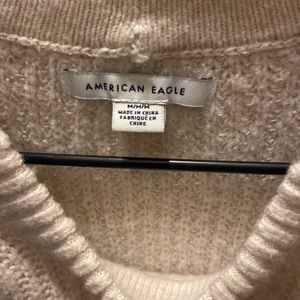 AMERICAN EAGLE
M/M/M
MADE IN CHINA
FABRIQUÉ EN
CHINE